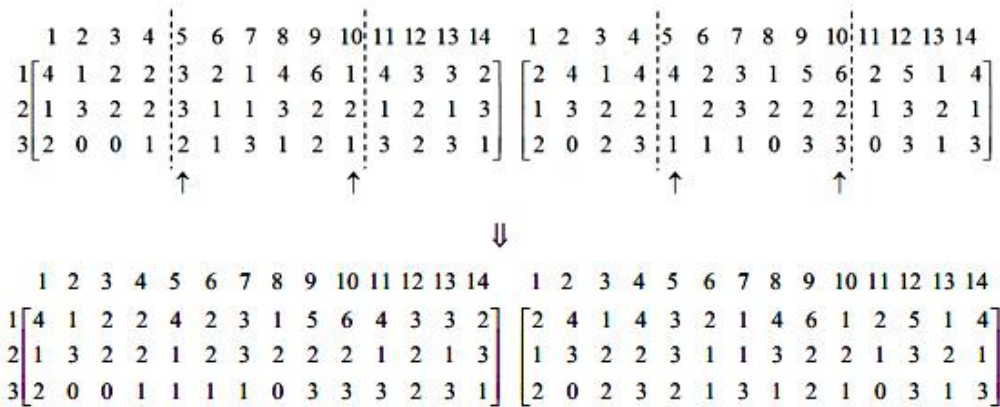 1 2 3 4 5 6 7 8 9 10 11 12 13 14 1 2 3 4 5 6 7 8 9 10 11 12 13 14
1 [4 1 2 2 3 2 1 4 6 1 4 3 3 2] [2 4 1 4 4 2 3 1 5 6 2 5 1 4]
2 1 3 2 2 3 1 1 3 2 2 1 2 1 3 1 3 2 2 1 2 3 2 2 2 1 3 2 1
3 2 0 0 1 2 1 3 1 2 1 3 2 3 1 2 0 2 3 1 1 1 0 3 3 0 3 1 3
↑ ↑ ↑ ↑
⇓
1 2 3 4 5 6 7 8 9 10 11 12 13 14 1 2 3 4 5 6 7 8 9 10 11 12 13 14
1 [4 1 2 2 4 2 3 1 5 6 4 3 3 2] [2 4 1 4 3 2 1 4 6 1 2 5 1 4]
2 1 3 2 2 1 2 3 2 2 2 1 2 1 3 1 3 2 2 3 1 1 3 2 2 1 3 2 1
3 2 0 0 1 1 1 1 0 3 3 3 2 3 1 2 0 2 3 2 1 3 1 2 1 0 3 1 3